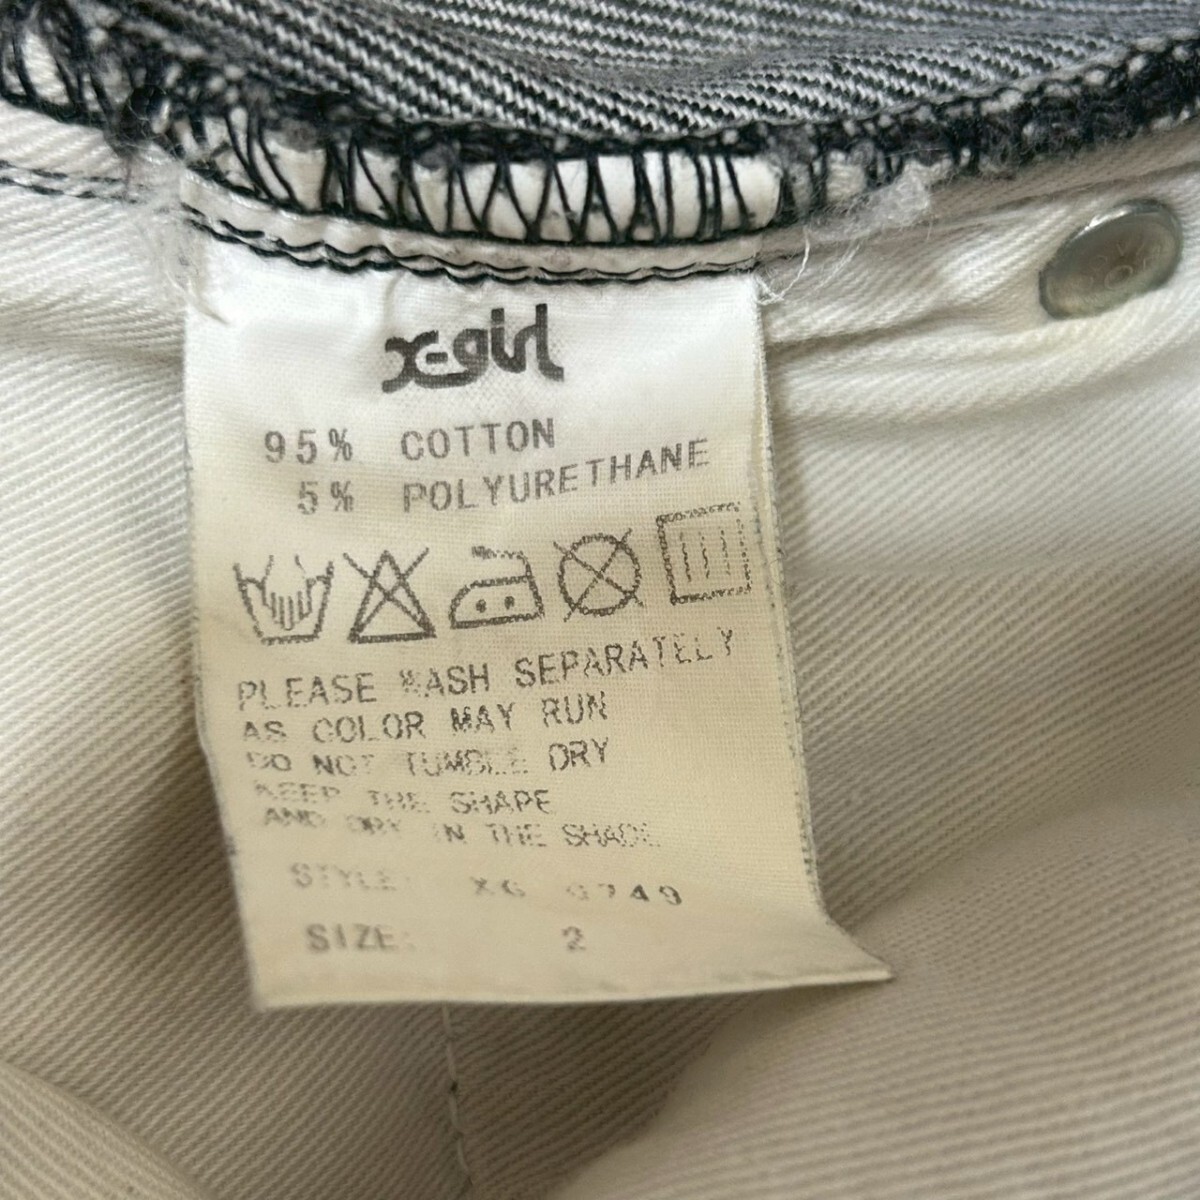 x-girl
95% COTTON
5% POLYURETHANE
PLEASE WASH SEPARATELY
AS COLOR MAY RUN
DO NOT TUMBLE DRY
KEEP THE SHAPE
AND DRY IN THE SHADE
STYLE: XG
SIZE: 2